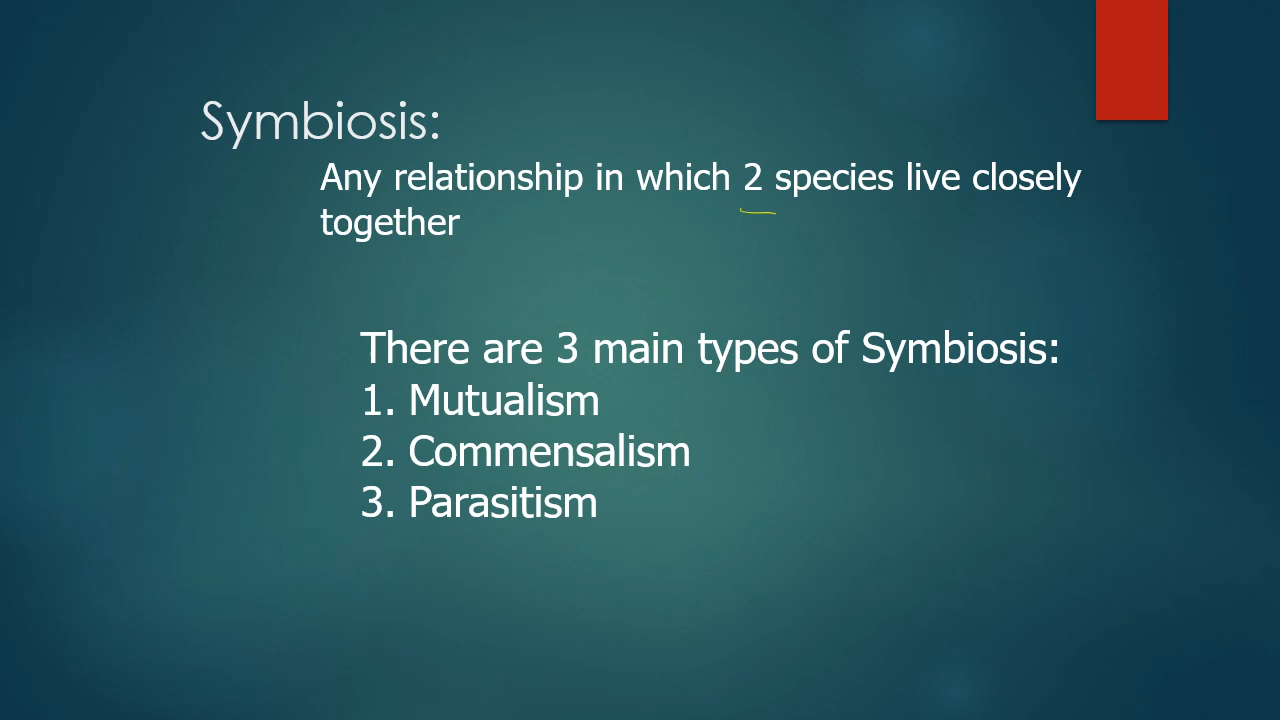 Symbiosis:
Any relationship in which 2 species live closely
together
There are 3 main types of Symbiosis:
1. Mutualism
2. Commensalism
3. Parasitism